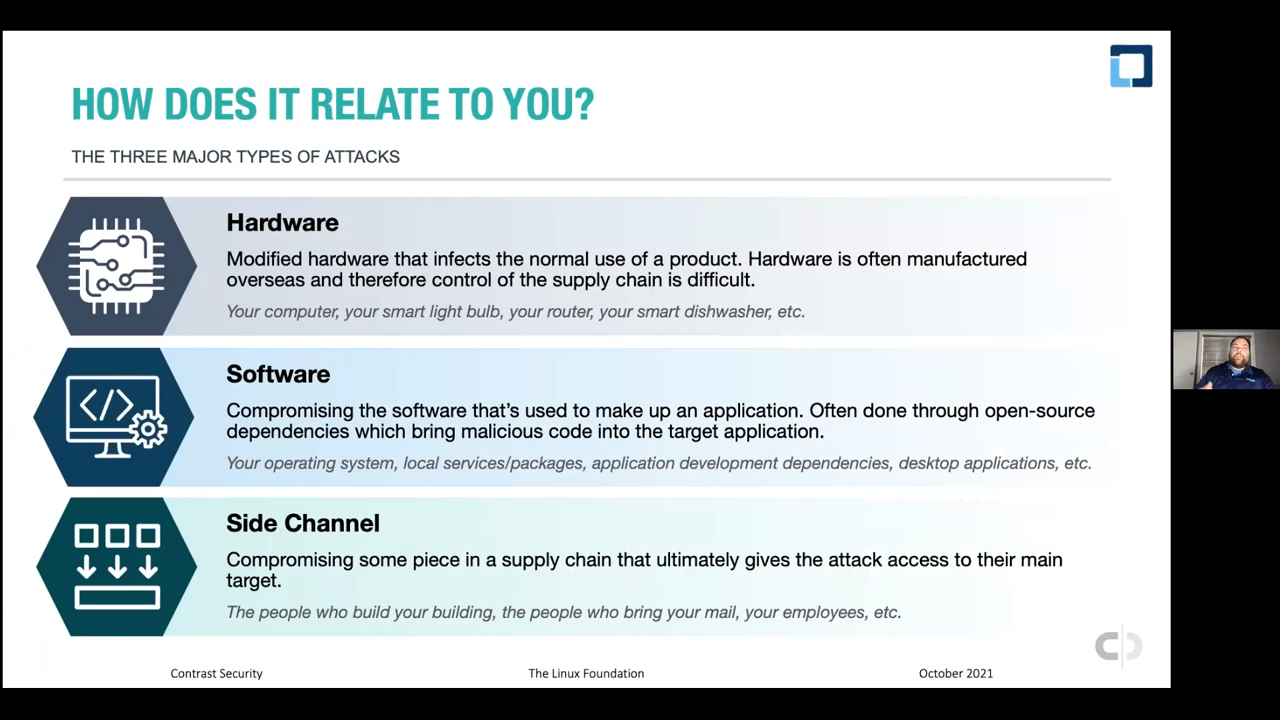 HOW DOES IT RELATE TO YOU?
THE THREE MAJOR TYPES OF ATTACKS
Hardware
Modified hardware that infects the normal use of a product. Hardware is often manufactured
overseas and therefore control of the supply chain is difficult.
Your computer, your smart light bulb, your router, your smart dishwasher, etc.
Software
Compromising the software that's used to make up an application. Often done through open-source
dependencies which bring malicious code into the target application.
Your operating system, local services/packages, application development dependencies, desktop applications, etc.
Side Channel
Compromising some piece in a supply chain that ultimately gives the attack access to their main
target.
The people who build your building, the people who bring your mail, your employees, etc.
Contrast Security
The Linux Foundation
October 2021